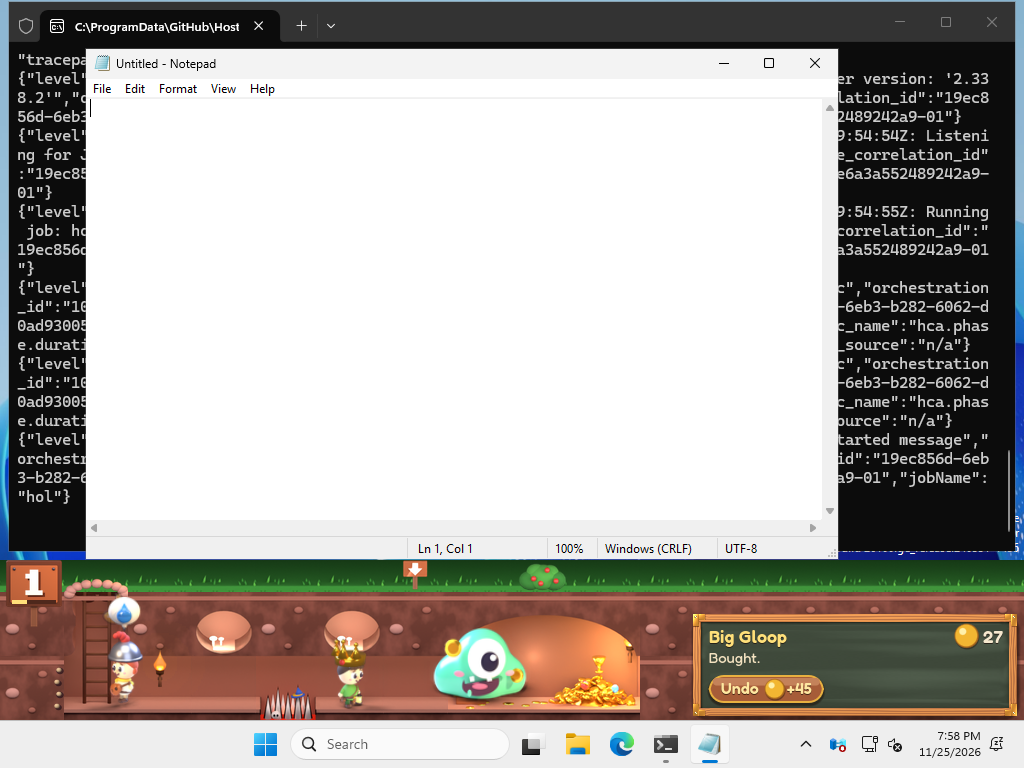 C:\ProgramData\GitHub\Host
"tracepa
Untitled - Notepad
File Edit Format View Help
{"level" er version: '2.33
8.2'","c lation_id":"19ec8
56d-6eb3 2489242a9-01"}
{"level" 9:54:54Z: Listeni
ng for J e_correlation_id"
:"19ec85 e6a3a552489242a9-
01"}
{"level" 9:54:55Z: Running
job: ho correlation_id":"
19ec856d a3a552489242a9-01
"}
{"level" c","orchestration
_id":"10 -6eb3-b282-6062-d
0ad93005 c_name":"hca.phas
e.durati _source":"n/a"}
{"level" c","orchestration
_id":"10 -6eb3-b282-6062-d
0ad93005 c_name":"hca.phas
e.durati ource":"n/a"}
{"level" tarted message","
orchestr id":"19ec856d-6eb
3-b282-6 a9-01","jobName":
"hol"}
Ln 1, Col 1 100% Windows (CRLF) UTF-8
1
Big Gloop 27
Bought.
Undo +45
Search
7:58 PM
11/25/2026